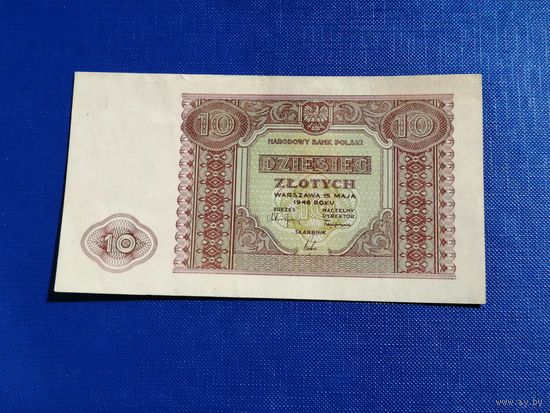 10 10
NARODOWY BANK POLSKI
DZIESIĘĆ
ZŁOTYCH
WARSZAWA 15 MAJA
1946 ROKU
PREZES NACZELNY
DYREKTOR
SKARBNIK
10
www.ay.by